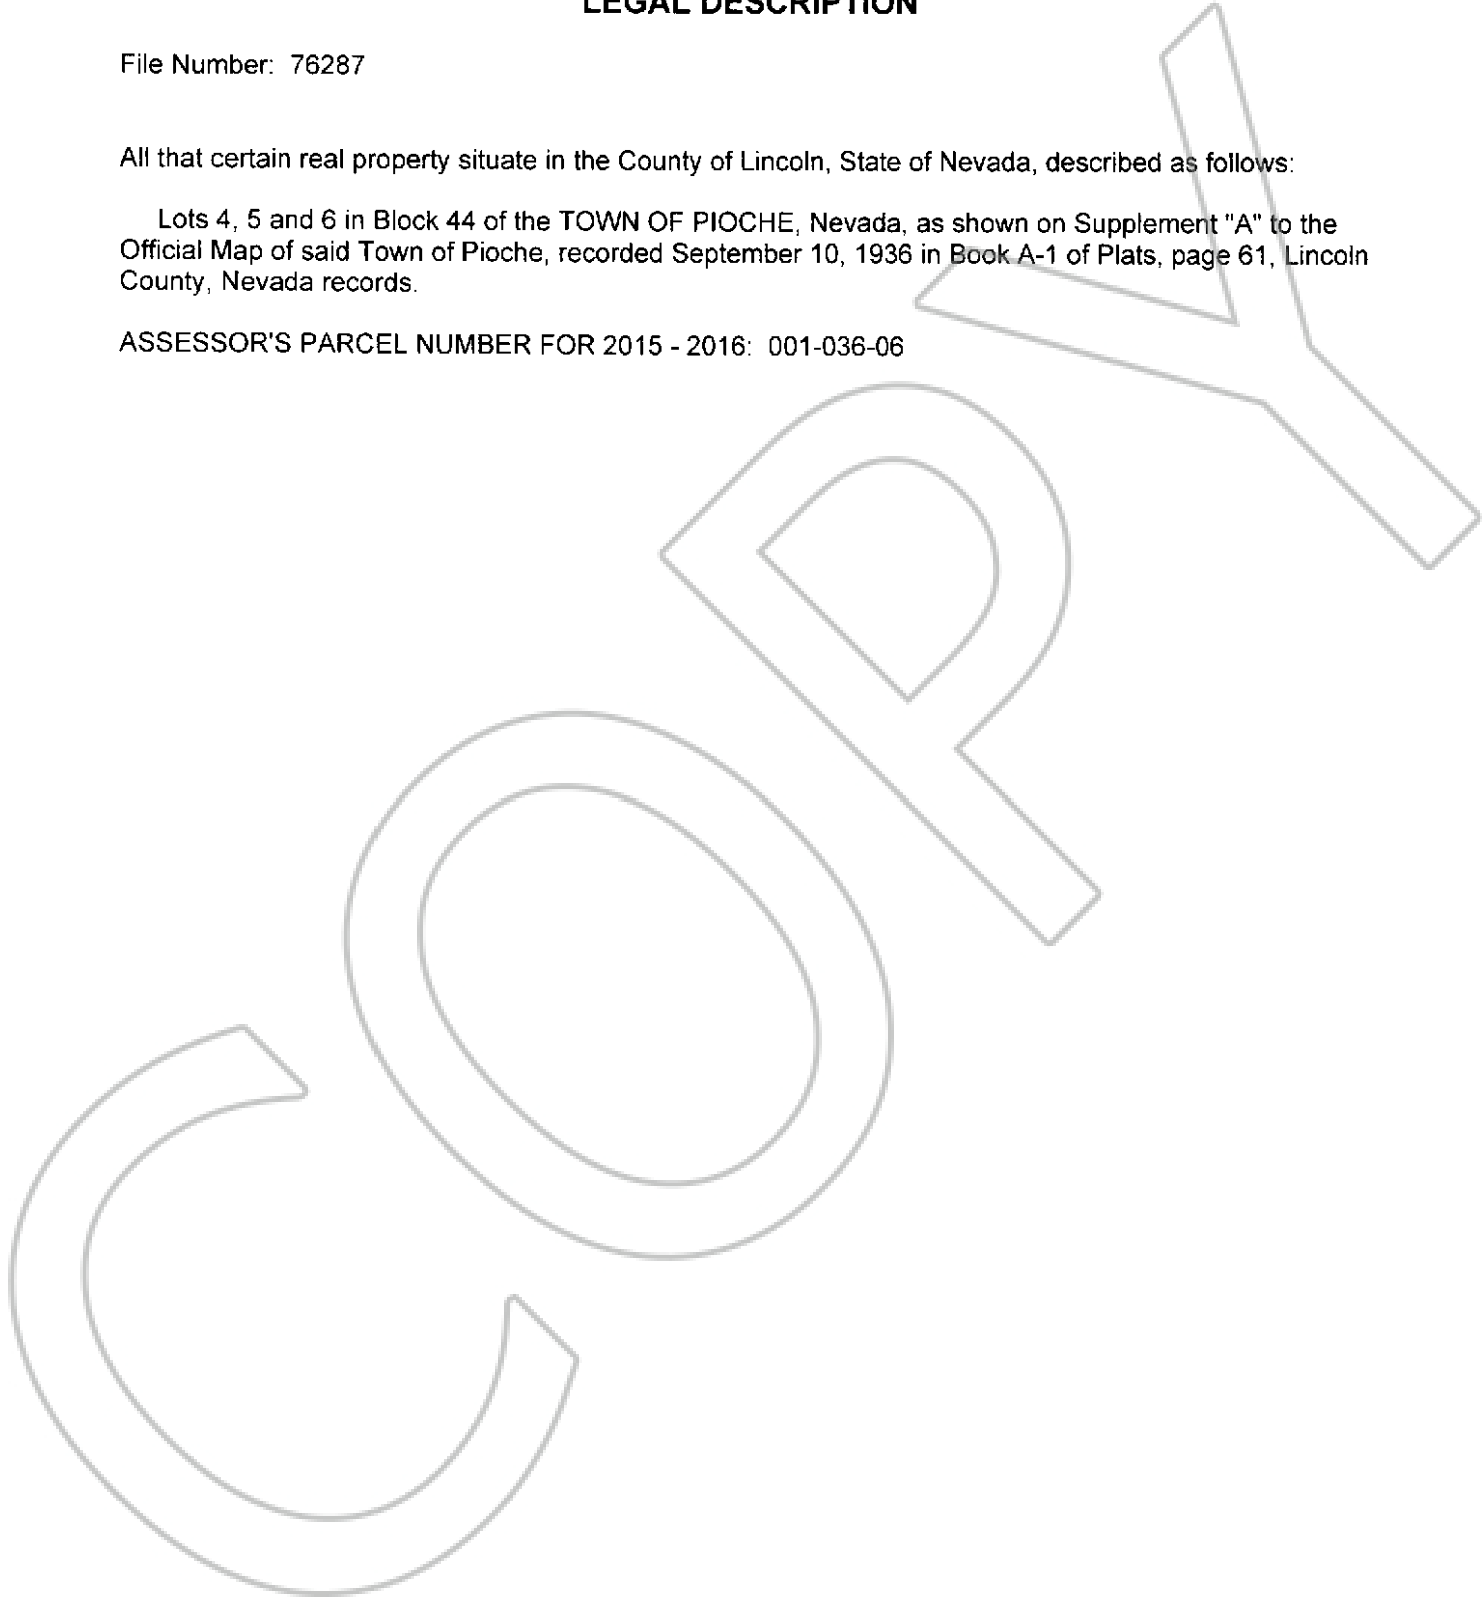 LEGAL DESCRIPTION
File Number: 76287
All that certain real property situate in the County of Lincoln, State of Nevada, described as follows:
Lots 4, 5 and 6 in Block 44 of the TOWN OF PIOCHE, Nevada, as shown on Supplement "A" to the
Official Map of said Town of Pioche, recorded September 10, 1936 in Book A-1 of Plats, page 61, Lincoln
County, Nevada records.
ASSESSOR'S PARCEL NUMBER FOR 2015 - 2016: 001-036-06
COPY